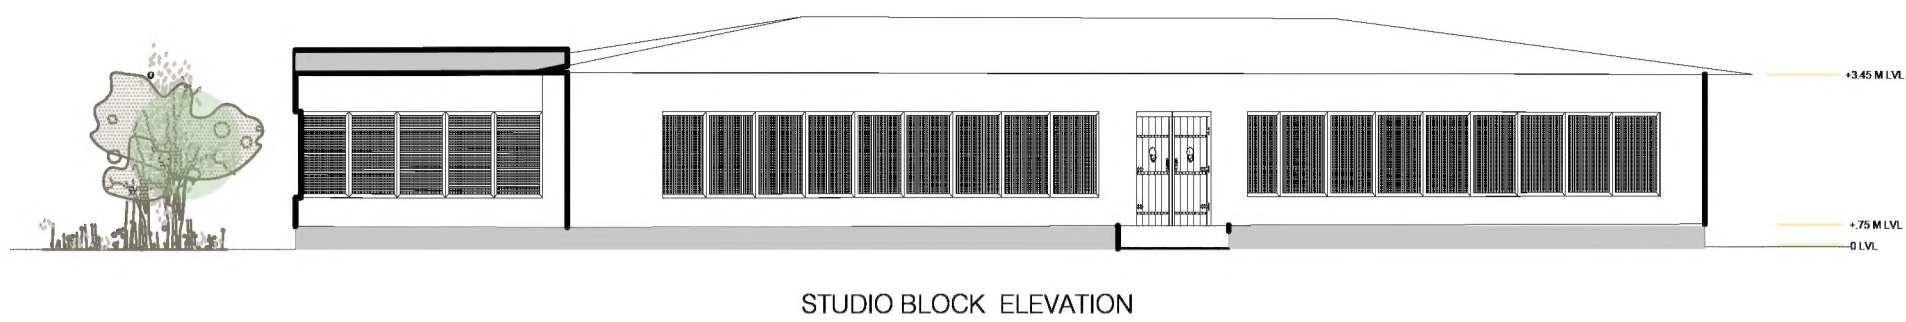 +3.45 M LVL
+.75 M LVL
0 LVL
STUDIO BLOCK ELEVATION